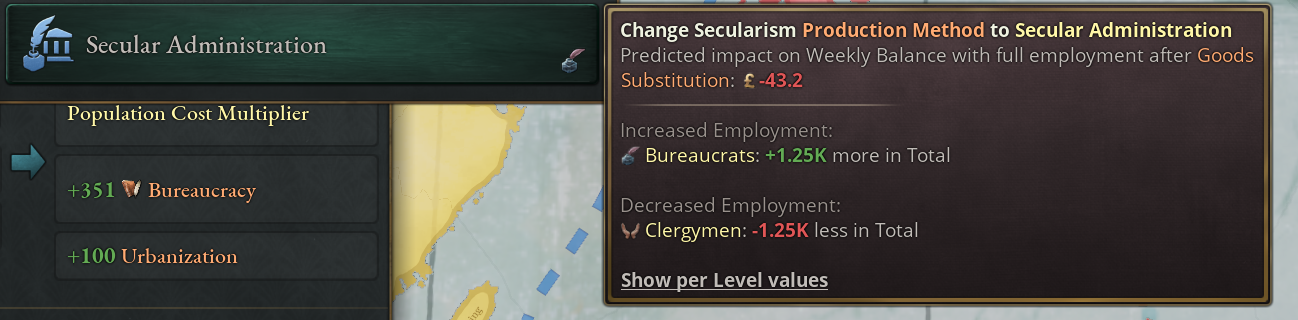 Secular Administration
Population Cost Multiplier
+351 Bureaucracy
+100 Urbanization
Change Secularism Production Method to Secular Administration
Predicted impact on Weekly Balance with full employment after Goods
Substitution: £-43.2
Increased Employment:
Bureaucrats: +1.25K more in Total
Decreased Employment:
Clergymen: -1.25K less in Total
Show per Level values